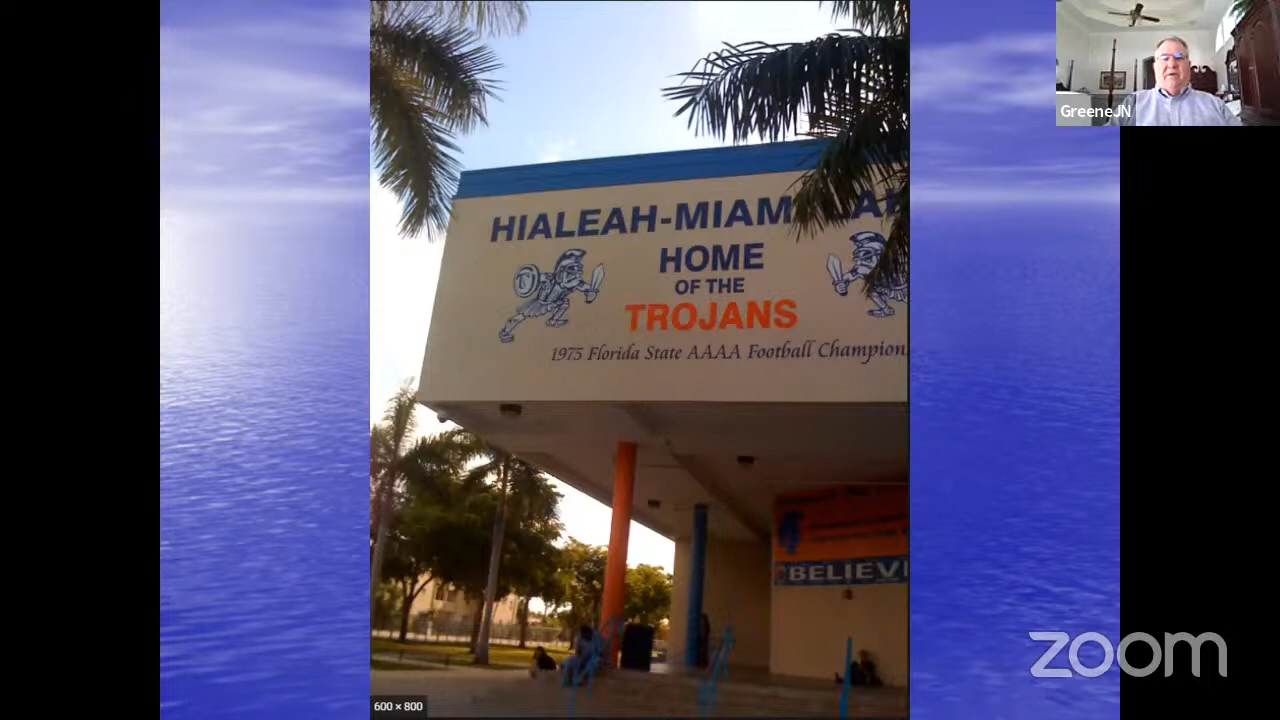 GreeneJN
HIALEAH-MIAM
HOME
OF THE
TROJANS
1975 Florida State AAAA Football Champion
BELIEV
600 × 800
zoom